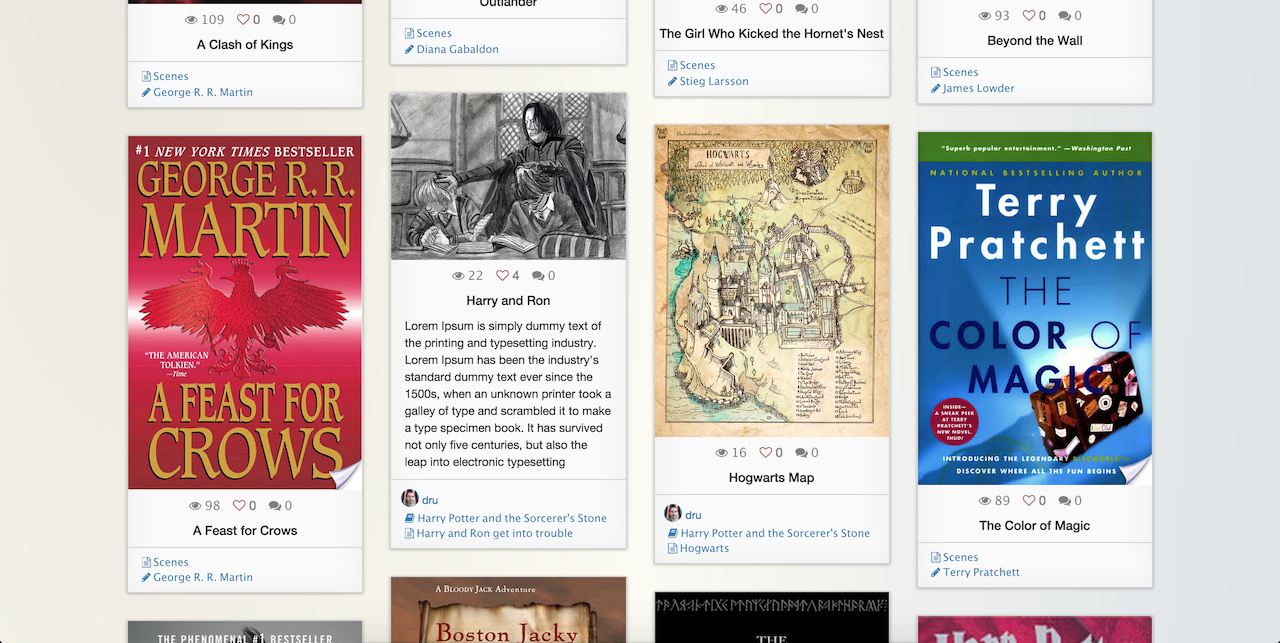 109 0 0
A Clash of Kings
Scenes
George R. R. Martin
#1 NEW YORK TIMES BESTSELLER
GEORGE R. R.
MARTIN
"THE AMERICAN
TOLKIEN."
—Time
A FEAST FOR
CROWS
98 0 0
A Feast for Crows
Scenes
George R. R. Martin
THE PHENOMENAL #1 BESTSELLER
Outlander
Scenes
Diana Gabaldon
22 4 0
Harry and Ron
Lorem Ipsum is simply dummy text of
the printing and typesetting industry.
Lorem Ipsum has been the industry's
standard dummy text ever since the
1500s, when an unknown printer took a
galley of type and scrambled it to make
a type specimen book. It has survived
not only five centuries, but also the
leap into electronic typesetting
dru
Harry Potter and the Sorcerer's Stone
Harry and Ron get into trouble
A BLOODY JACK Adventure
Boston Jacky
46 0 0
The Girl Who Kicked the Hornet's Nest
Scenes
Stieg Larsson
HOGWARTS
16 0 0
Hogwarts Map
dru
Harry Potter and the Sorcerer's Stone
Hogwarts
THE
93 0 0
Beyond the Wall
Scenes
James Lowder
"Superb popular entertainment." —Washington Post
NATIONAL BESTSELLING AUTHOR
Terry
Pratchett
THE
COLOR OF
MAGIC
INSIDE—
A SNEAK PEEK
AT TERRY
PRATCHETT'S
NEW NOVEL,
THUD!
INTRODUCING THE LEGENDARY DISCWORLD—
DISCOVER WHERE ALL THE FUN BEGINS
89 0 0
The Color of Magic
Scenes
Terry Pratchett